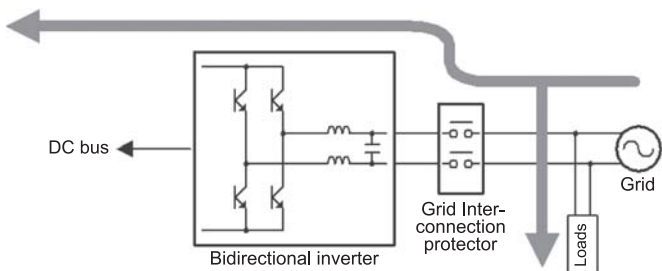 DC bus
Bidirectional inverter
Grid Inter-
connection
protector
Loads
Grid